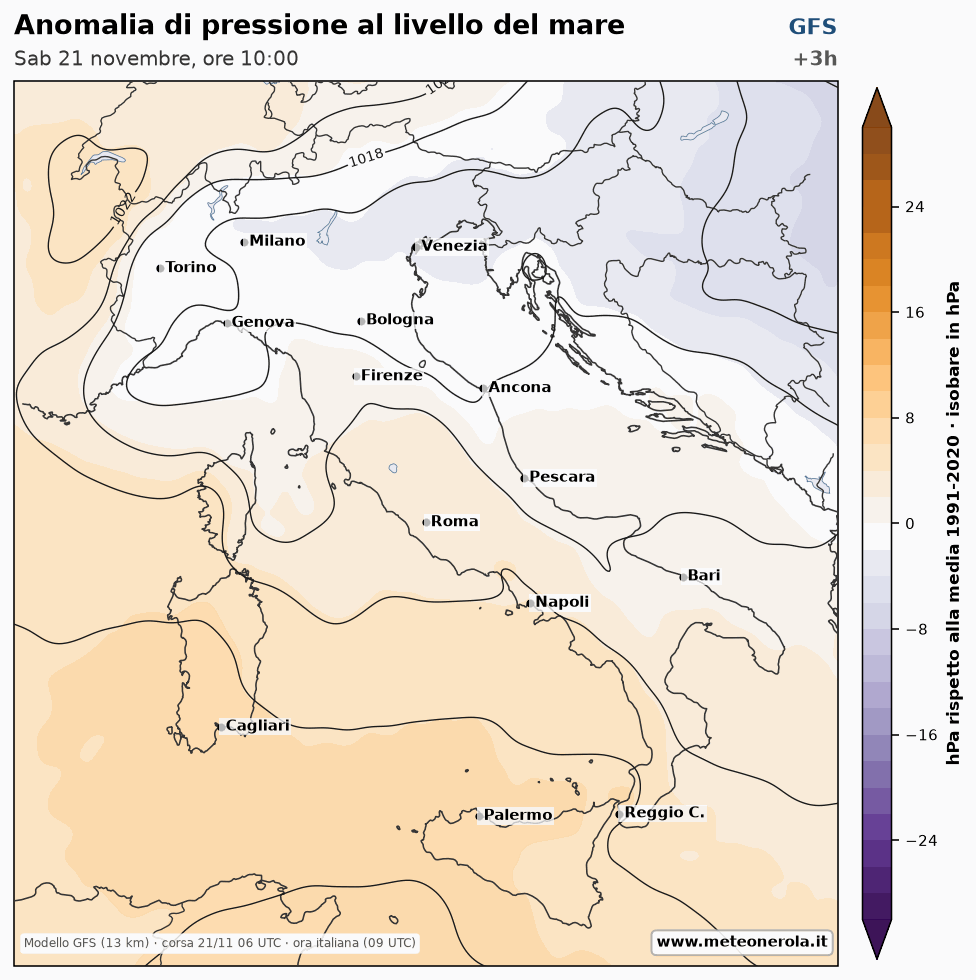 Anomalia di pressione al livello del mare
GFS
Sab 21 novembre, ore 10:00
+3h
1018
Milano
Venezia
Torino
Genova
Bologna
Firenze
Ancona
Pescara
Roma
Bari
Napoli
Cagliari
Palermo
Reggio C.
24
16
8
0
−8
−16
−24
hPa rispetto alla media 1991-2020 · isobare in hPa
Modello GFS (13 km) · corsa 21/11 06 UTC · ora italiana (09 UTC)
www.meteonerola.it